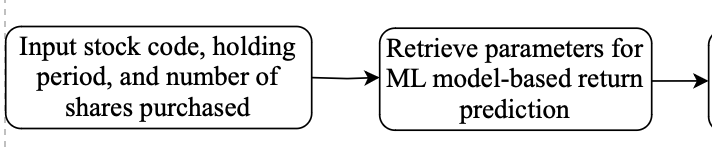 Input stock code, holding
period, and number of
shares purchased
Retrieve parameters for
ML model-based return
prediction